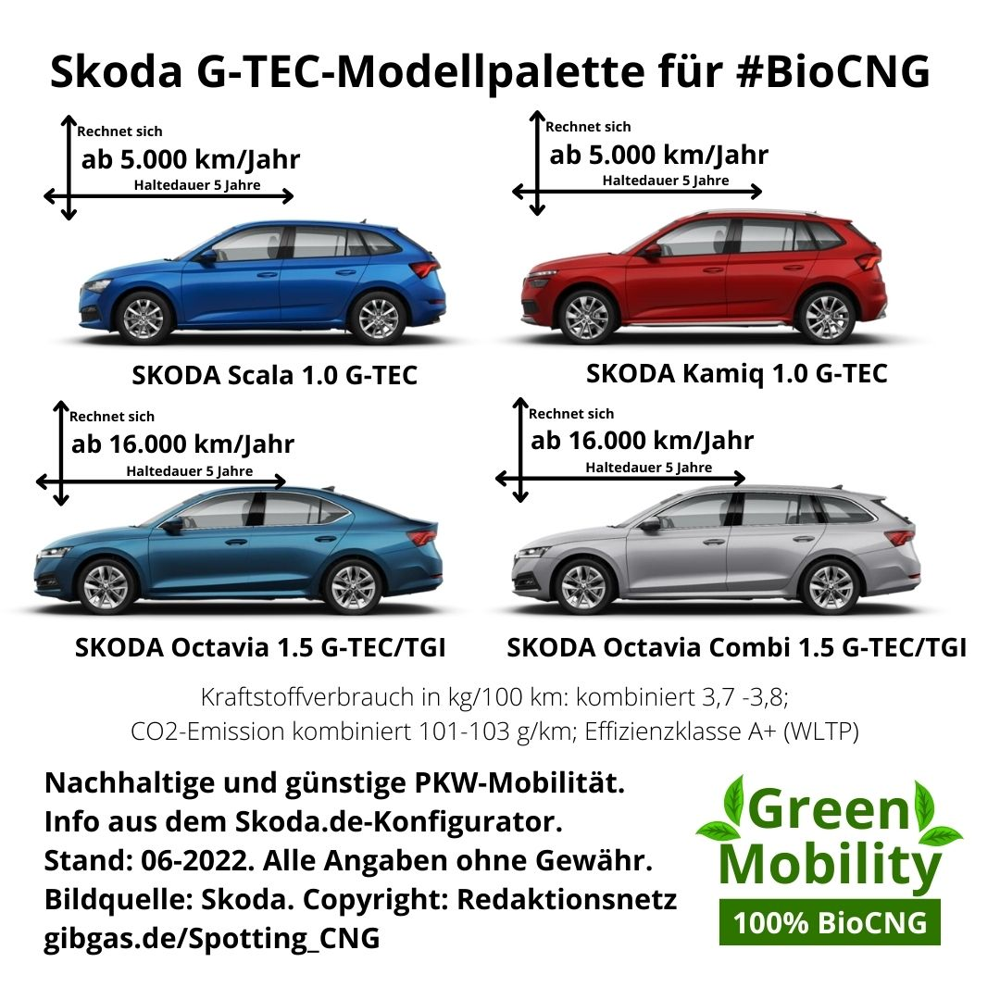 Skoda G-TEC-Modellpalette für #BioCNG
Rechnet sich
ab 5.000 km/Jahr
Haltedauer 5 Jahre
Rechnet sich
ab 5.000 km/Jahr
Haltedauer 5 Jahre
SKODA Scala 1.0 G-TEC
SKODA Kamiq 1.0 G-TEC
Rechnet sich
ab 16.000 km/Jahr
Haltedauer 5 Jahre
Rechnet sich
ab 16.000 km/Jahr
Haltedauer 5 Jahre
SKODA Octavia 1.5 G-TEC/TGI
SKODA Octavia Combi 1.5 G-TEC/TGI
Kraftstoffverbrauch in kg/100 km: kombiniert 3,7 -3,8;
CO2-Emission kombiniert 101-103 g/km; Effizienzklasse A+ (WLTP)
Nachhaltige und günstige PKW-Mobilität.
Info aus dem Skoda.de-Konfigurator.
Stand: 06-2022. Alle Angaben ohne Gewähr.
Bildquelle: Skoda. Copyright: Redaktionsnetz
gibgas.de/Spotting_CNG
Green
Mobility
100% BioCNG